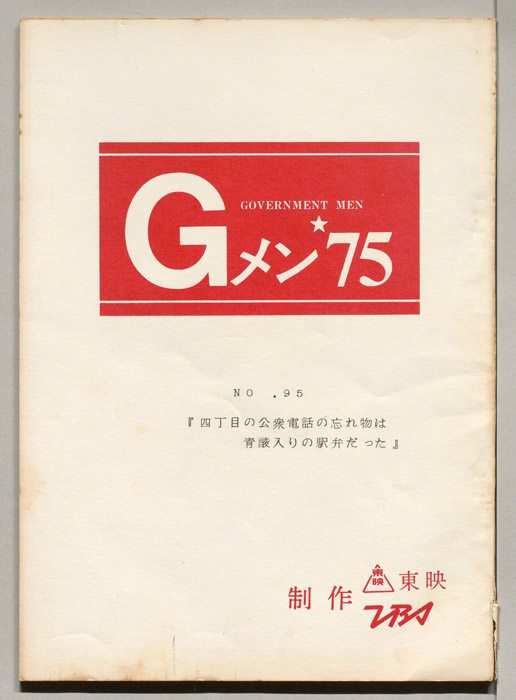 GOVERNMENT MEN
Gメン'75
NO .95
『四丁目の公衆電話の忘れ物は
青酸入りの駅弁だった』
制作 東映 東映
TBS